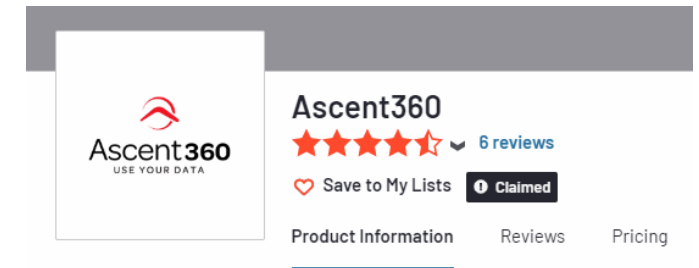 Ascent360
USE YOUR DATA
Ascent360
6 reviews
Save to My Lists
Claimed
Product Information Reviews Pricing